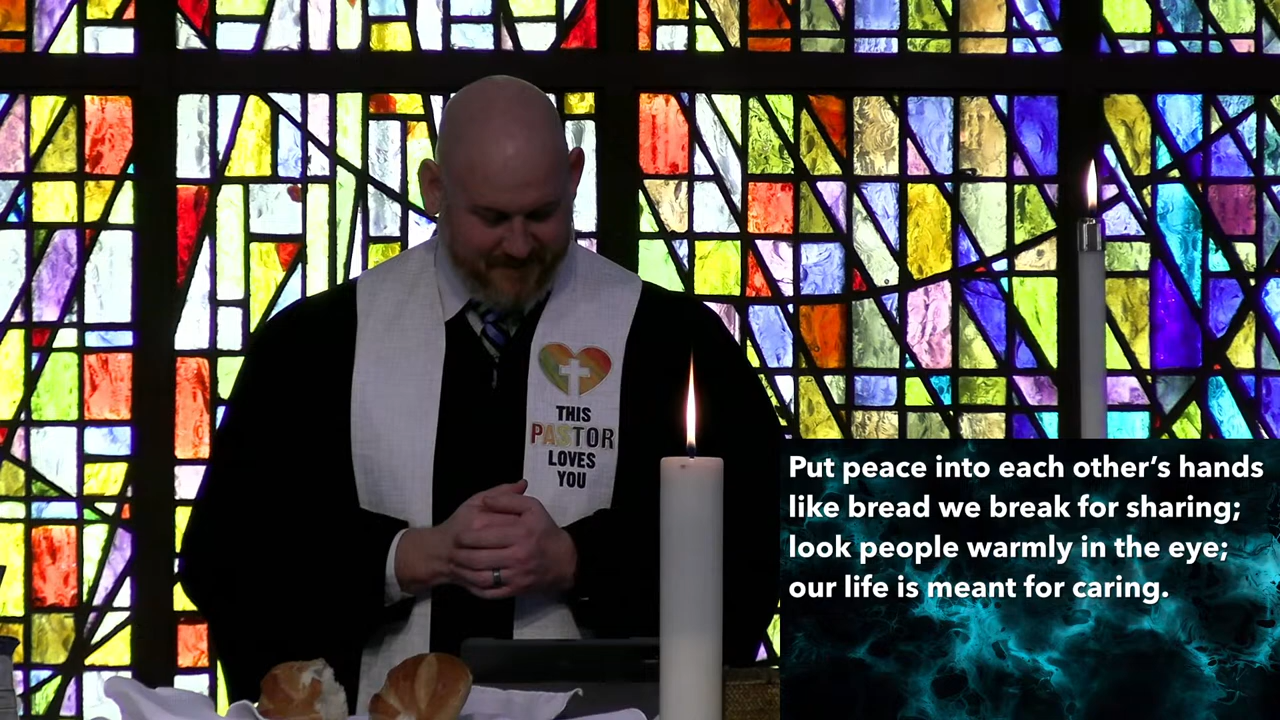 THIS
PASTOR
LOVES
YOU
Put peace into each other's hands
like bread we break for sharing;
look people warmly in the eye;
our life is meant for caring.